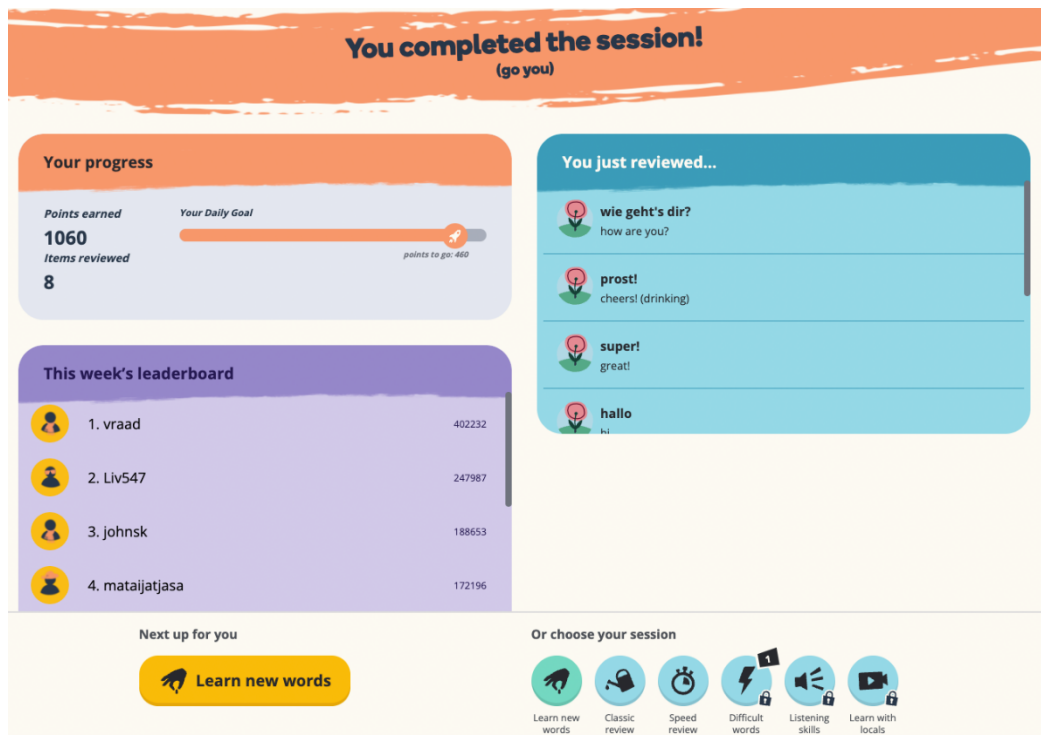 You completed the session!
(go you)
Your progress
Points earned
1060
Items reviewed
8
Your Daily Goal
points to go: 460
You just reviewed...
wie geht's dir?
how are you?
prost!
cheers! (drinking)
super!
great!
hallo
hi
This week’s leaderboard
1. vraad
402232
2. Liv547
247987
3. johnsk
188653
4. mataijatjasa
172196
Next up for you
Learn new words
Or choose your session
Learn new
words
Classic
review
Speed
review
1
Difficult
words
Listening
skills
Learn with
locals